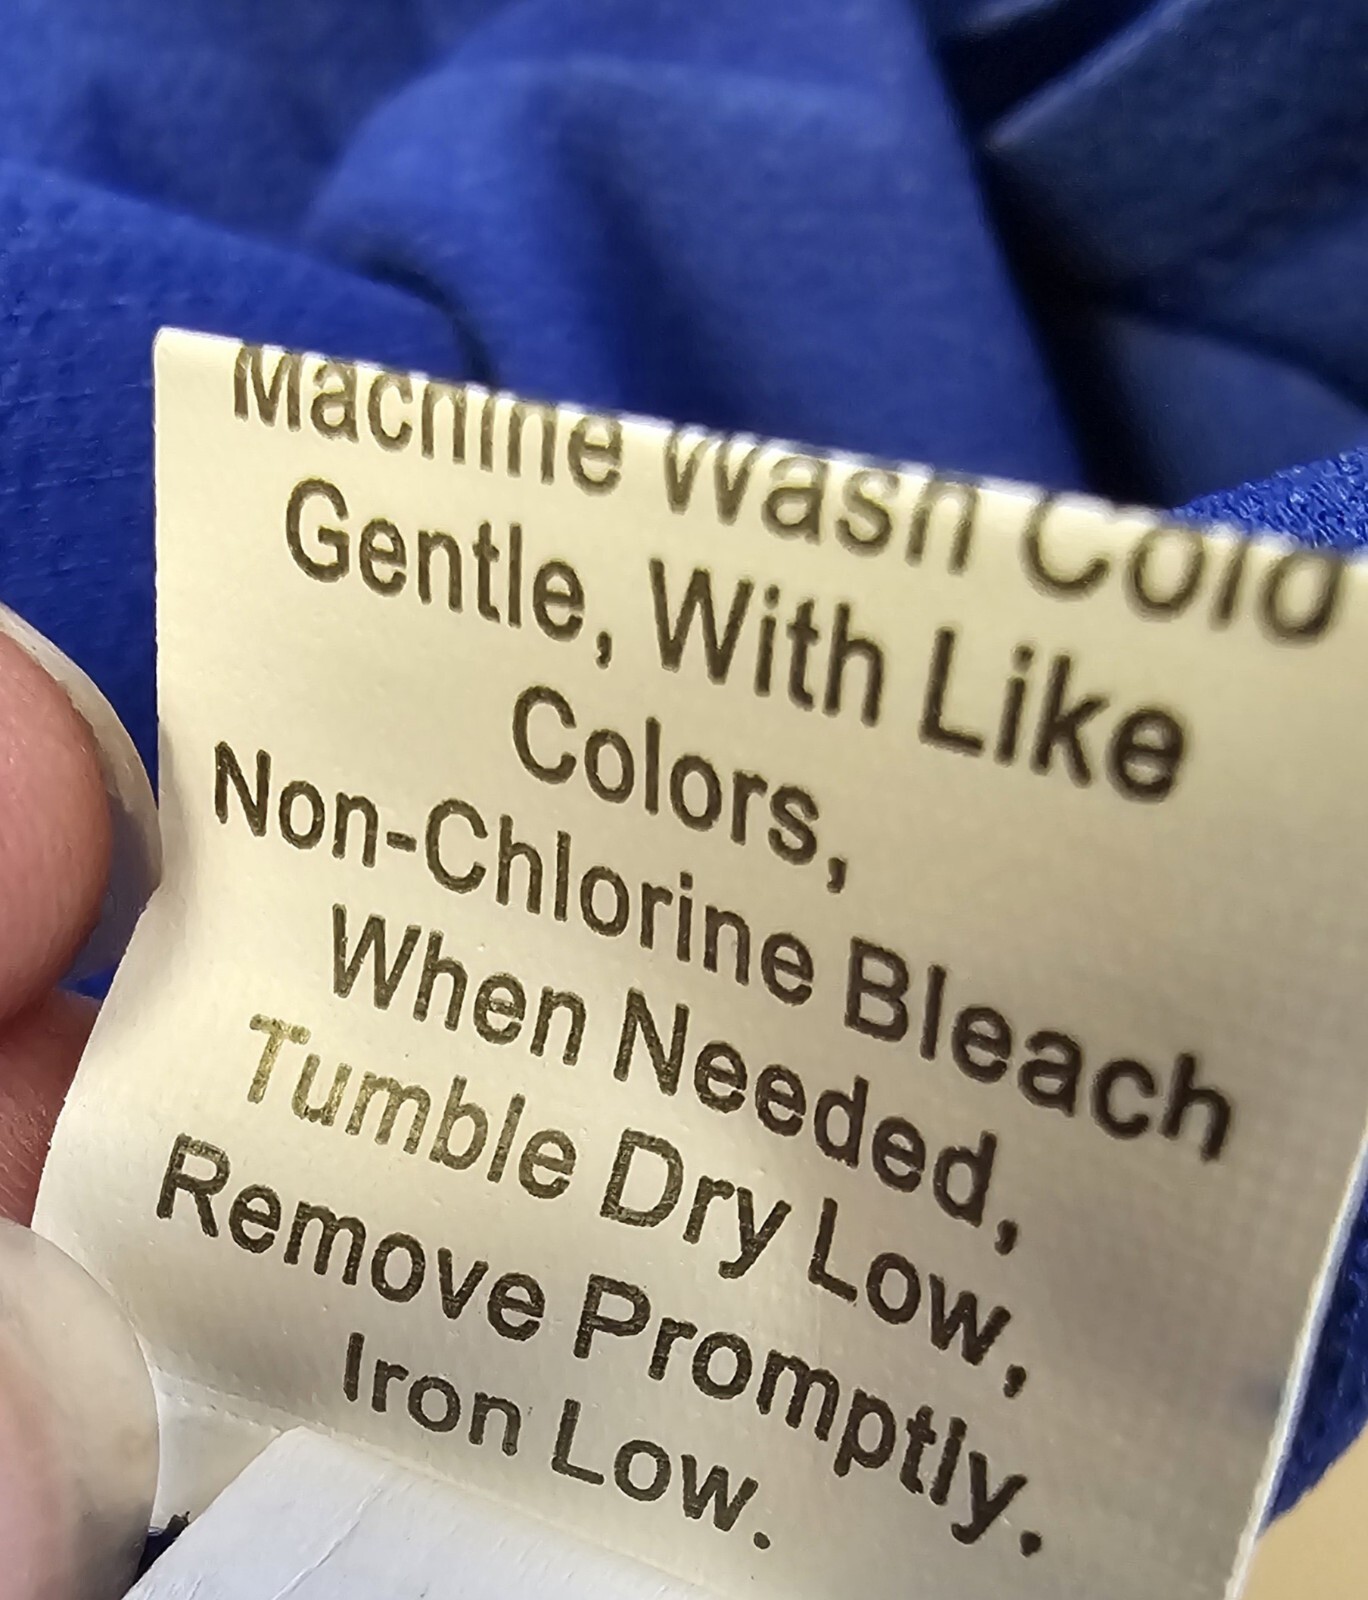 Machine Wash Cold
Gentle, With Like
Colors,
Non-Chlorine Bleach
When Needed,
Tumble Dry Low,
Remove Promptly.
Iron Low.